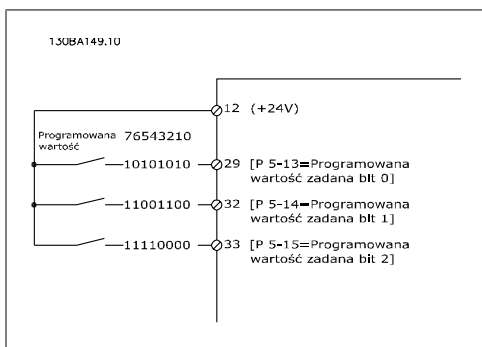 130BA149.10
12 (+24V)
Programowana 76543210
wartość
10101010 29 [P 5-13=Programowana
wartość zadana bit 0]
11001100 32 [P 5-14=Programowana
wartość zadana bit 1]
11110000 33 [P 5-15=Programowana
wartość zadana bit 2]